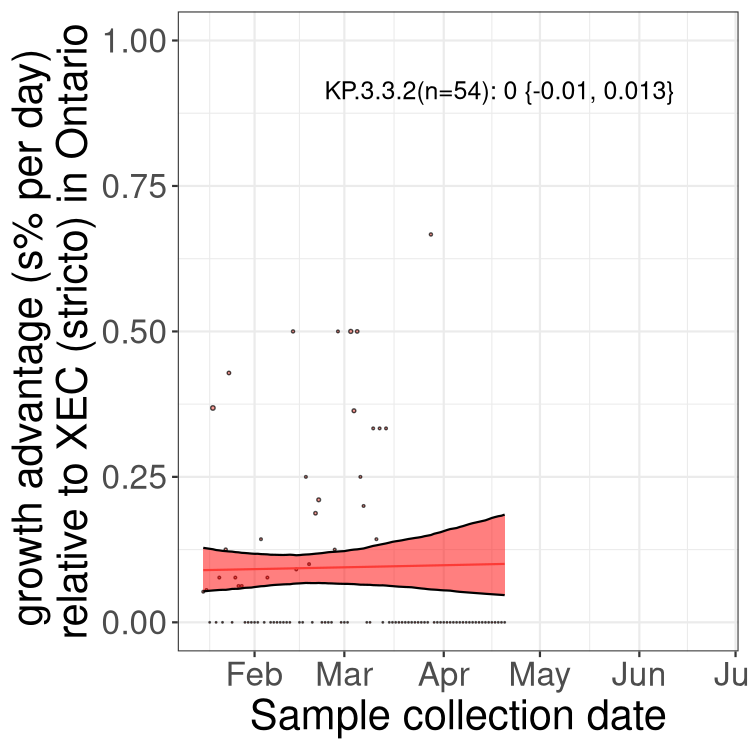 growth advantage (s% per day)
relative to XEC (stricto) in Ontario
1.00
0.75
0.50
0.25
0.00
KP.3.3.2(n=54): 0 {-0.01, 0.013}
Feb Mar Apr May Jun Ju
Sample collection date